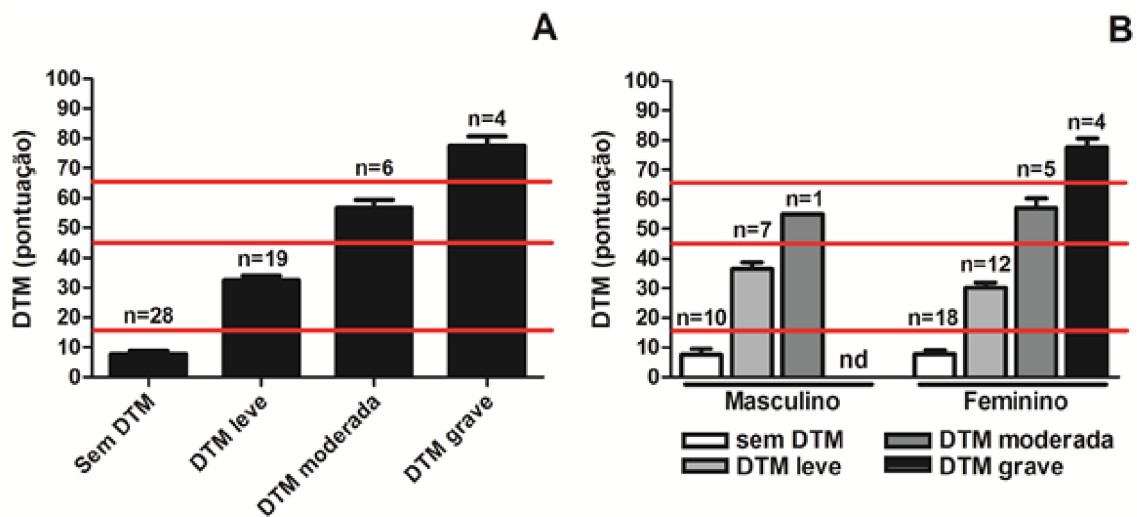 A
DTM (pontuação)
100
90
80
70
60
50
40
30
20
10
0
n=28
n=19
n=6
n=4
Sem DTM
DTM leve
DTM moderada
DTM grave
B
DTM (pontuação)
100
90
80
70
60
50
40
30
20
10
0
n=10
n=7
n=1
nd
n=18
n=12
n=5
n=4
Masculino
Feminino
sem DTM
DTM leve
DTM moderada
DTM grave